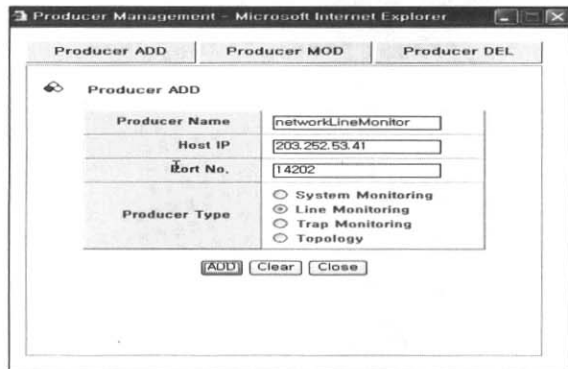 Producer Management - Microsoft Internet Explorer
Producer ADD Producer MOD Producer DEL
Producer ADD
Producer Name networkLineMonitor
Host IP 203.252.53.41
Port No. 14202
Producer Type
System Monitoring
Line Monitoring
Trap Monitoring
Topology
ADD Clear Close